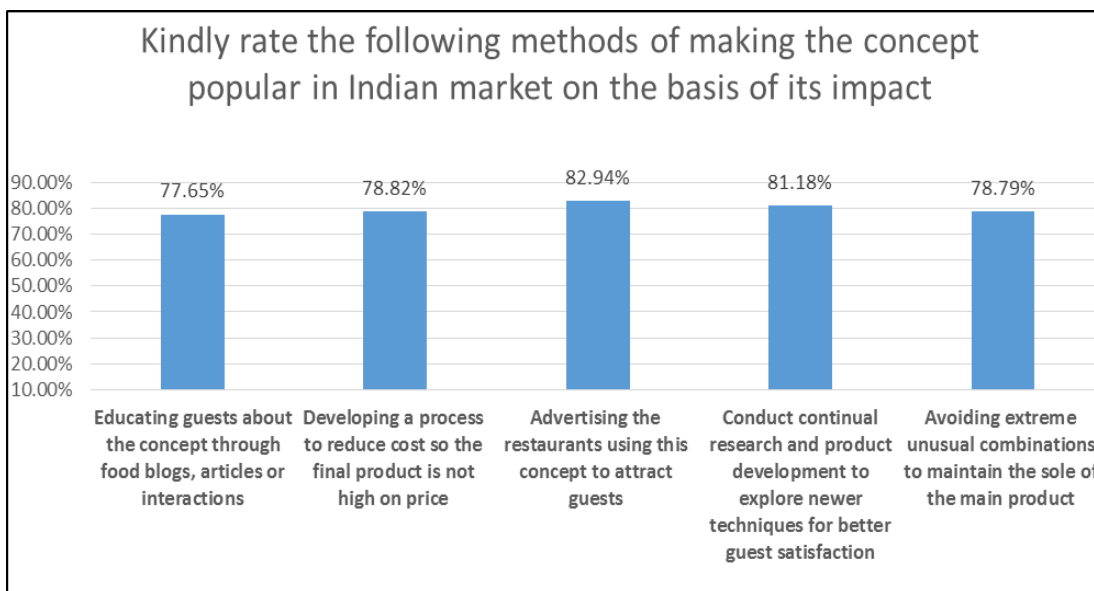 Kindly rate the following methods of making the concept
popular in Indian market on the basis of its impact
90.00%
80.00%
70.00%
60.00%
50.00%
40.00%
30.00%
20.00%
10.00%
77.65%
78.82%
82.94%
81.18%
78.79%
Educating guests about
the concept through
food blogs, articles or
interactions
Developing a process
to reduce cost so the
final product is not
high on price
Advertising the
restaurants using this
concept to attract
guests
Conduct continual
research and product
development to
explore newer
techniques for better
guest satisfaction
Avoiding extreme
unusual combinations
to maintain the sole of
the main product